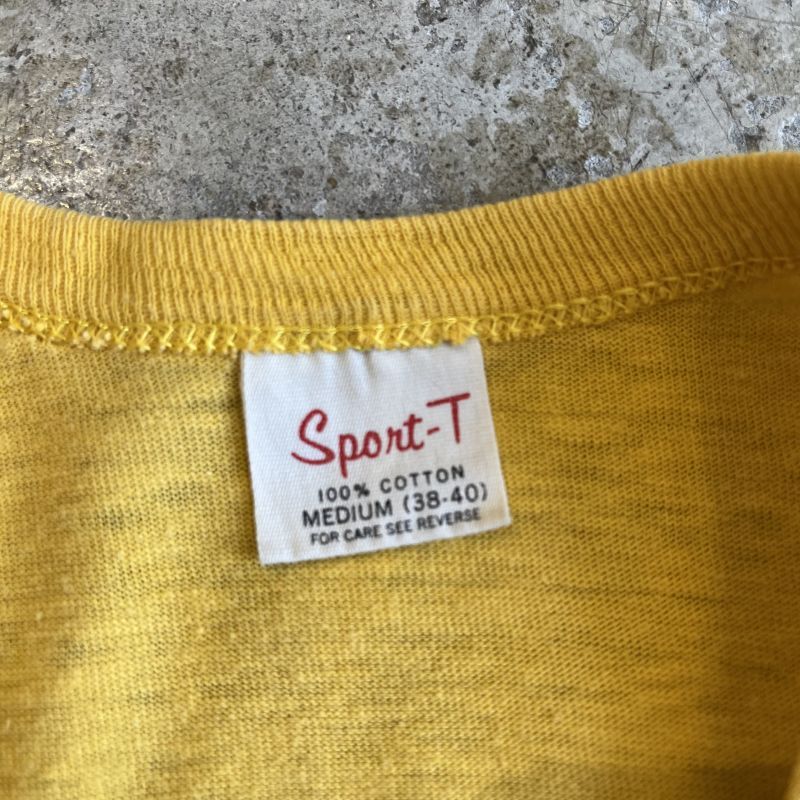 Sport-T
100% COTTON
MEDIUM (38-40)
FOR CARE SEE REVERSE